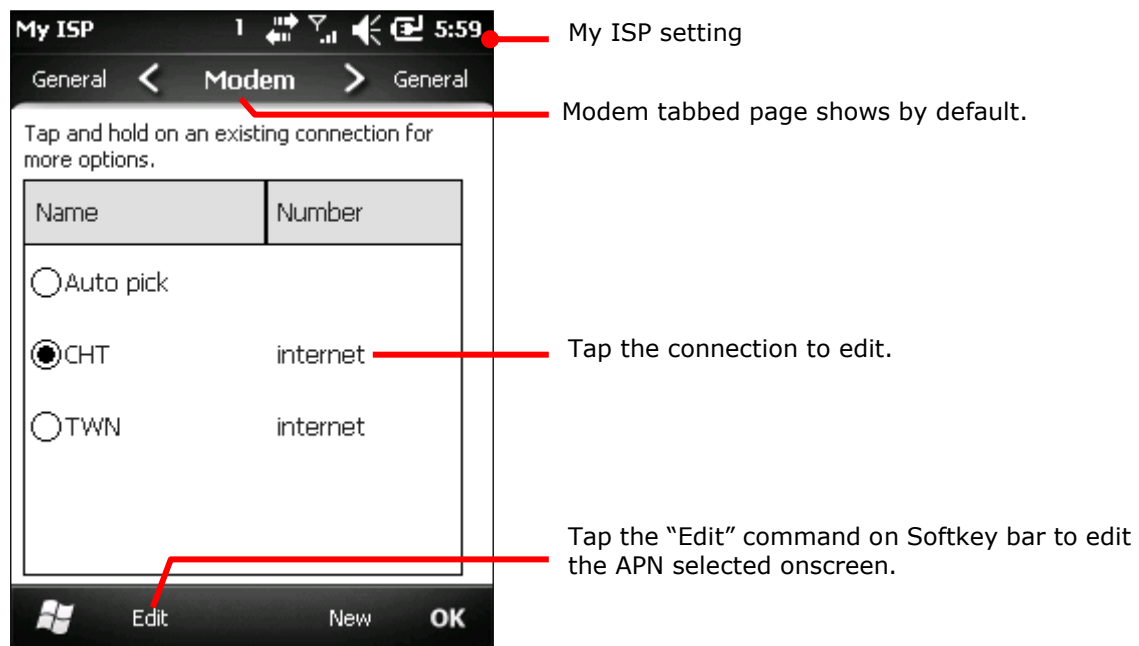 My ISP 1 5:59
My ISP setting
General < Modem > General
Modem tabbed page shows by default.
Tap and hold on an existing connection for
more options.
Name Number
Auto pick
CHT internet
Tap the connection to edit.
TWN internet
Tap the “Edit” command on Softkey bar to edit
the APN selected onscreen.
Edit New OK